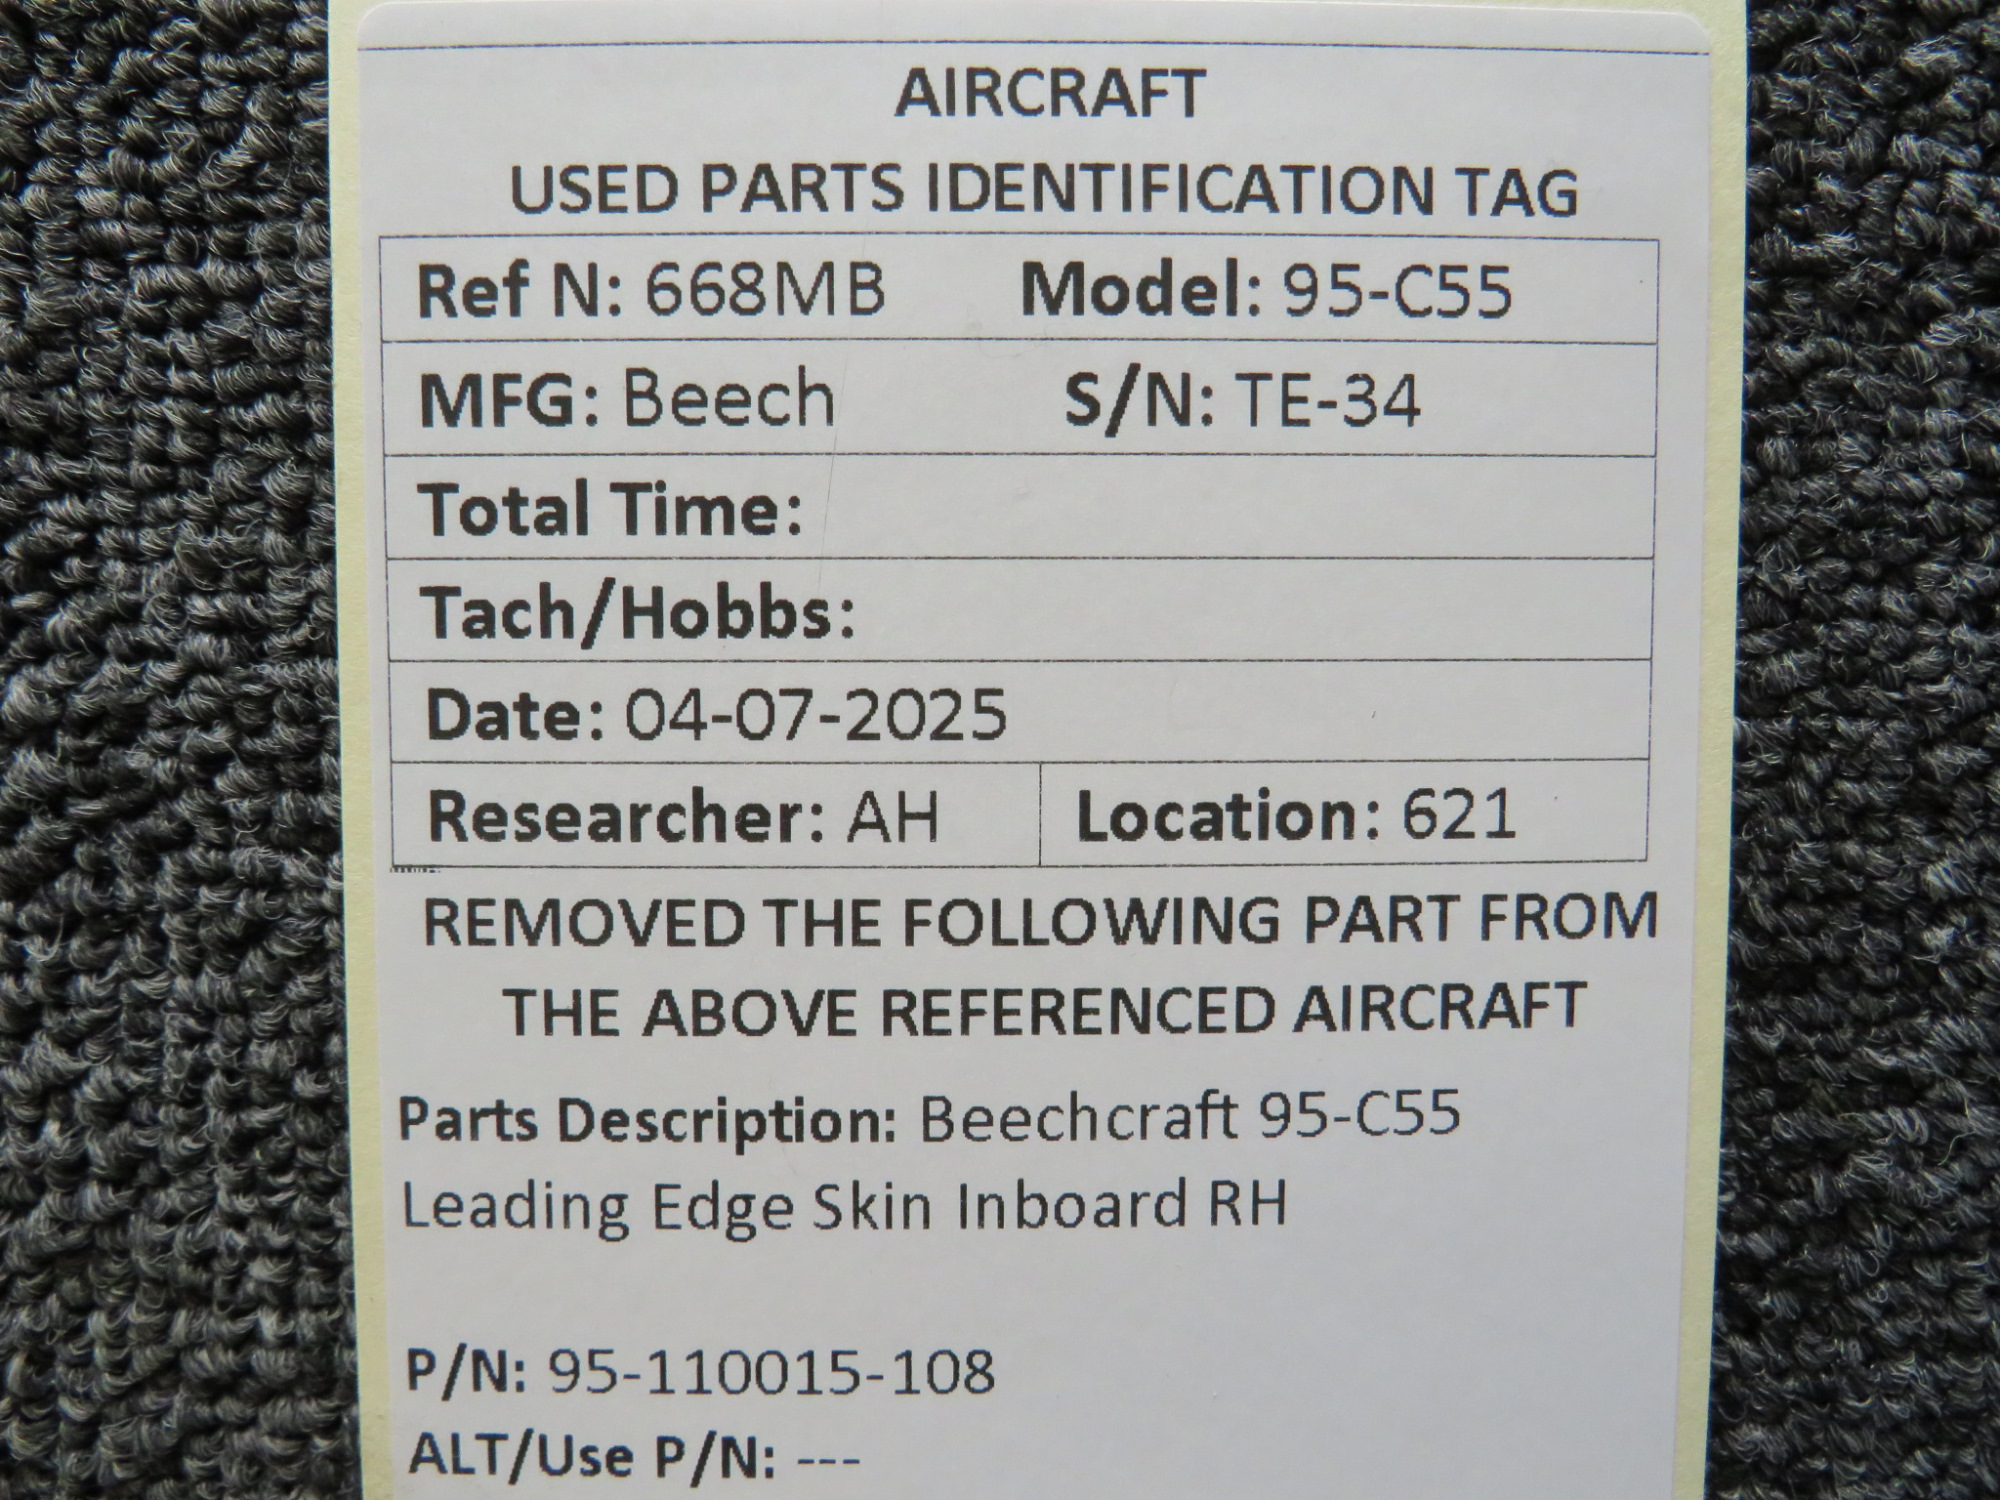 AIRCRAFT
USED PARTS IDENTIFICATION TAG
Ref N: 668MB Model: 95-C55
MFG: Beech S/N: TE-34
Total Time:
Tach/Hobbs:
Date: 04-07-2025
Researcher: AH Location: 621
REMOVED THE FOLLOWING PART FROM
THE ABOVE REFERENCED AIRCRAFT
Parts Description: Beechcraft 95-C55
Leading Edge Skin Inboard RH
P/N: 95-110015-108
ALT/Use P/N: ---